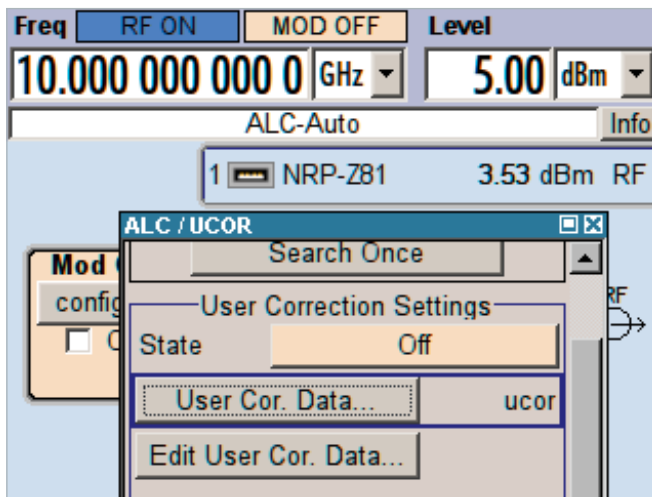 Freq RF ON MOD OFF Level
10.000 000 000 0 GHz 5.00 dBm
ALC-Auto Info
1 NRP-Z81 3.53 dBm RF
ALC / UCOR
Search Once
Mod
config
RF
User Correction Settings
State Off
User Cor. Data... ucor
Edit User Cor. Data...